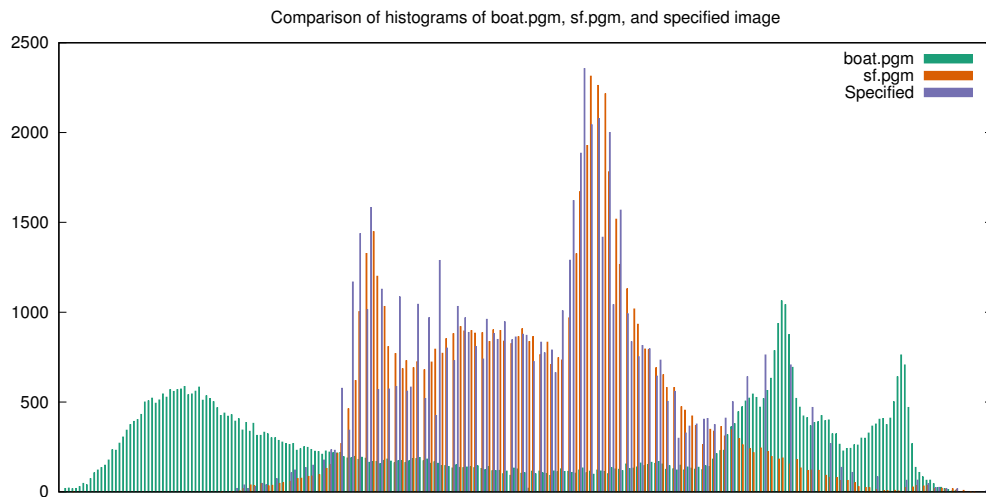 Comparison of histograms of boat.pgm, sf.pgm, and specified image
2500
boat.pgm
sf.pgm
Specified
2000
1500
1000
500
0